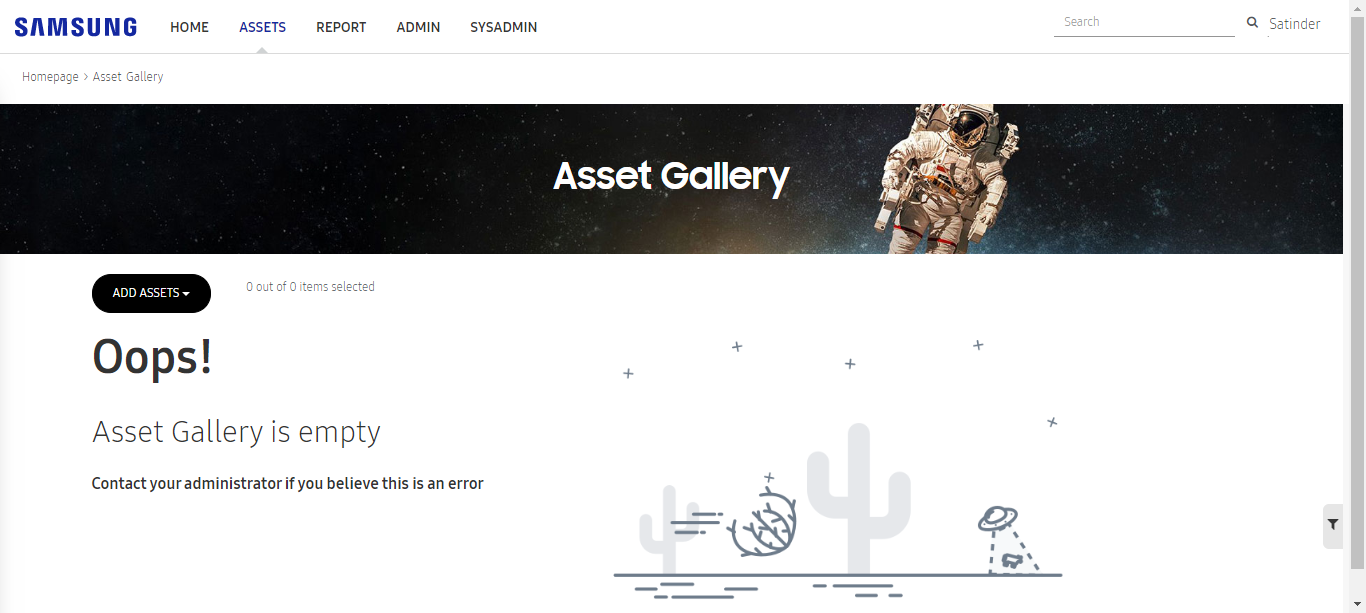 SAMSUNG HOME ASSETS REPORT ADMIN SYSADMIN Search Satinder
Homepage > Asset Gallery
Asset Gallery
ADD ASSETS 0 out of 0 items selected
Oops!
Asset Gallery is empty
Contact your administrator if you believe this is an error